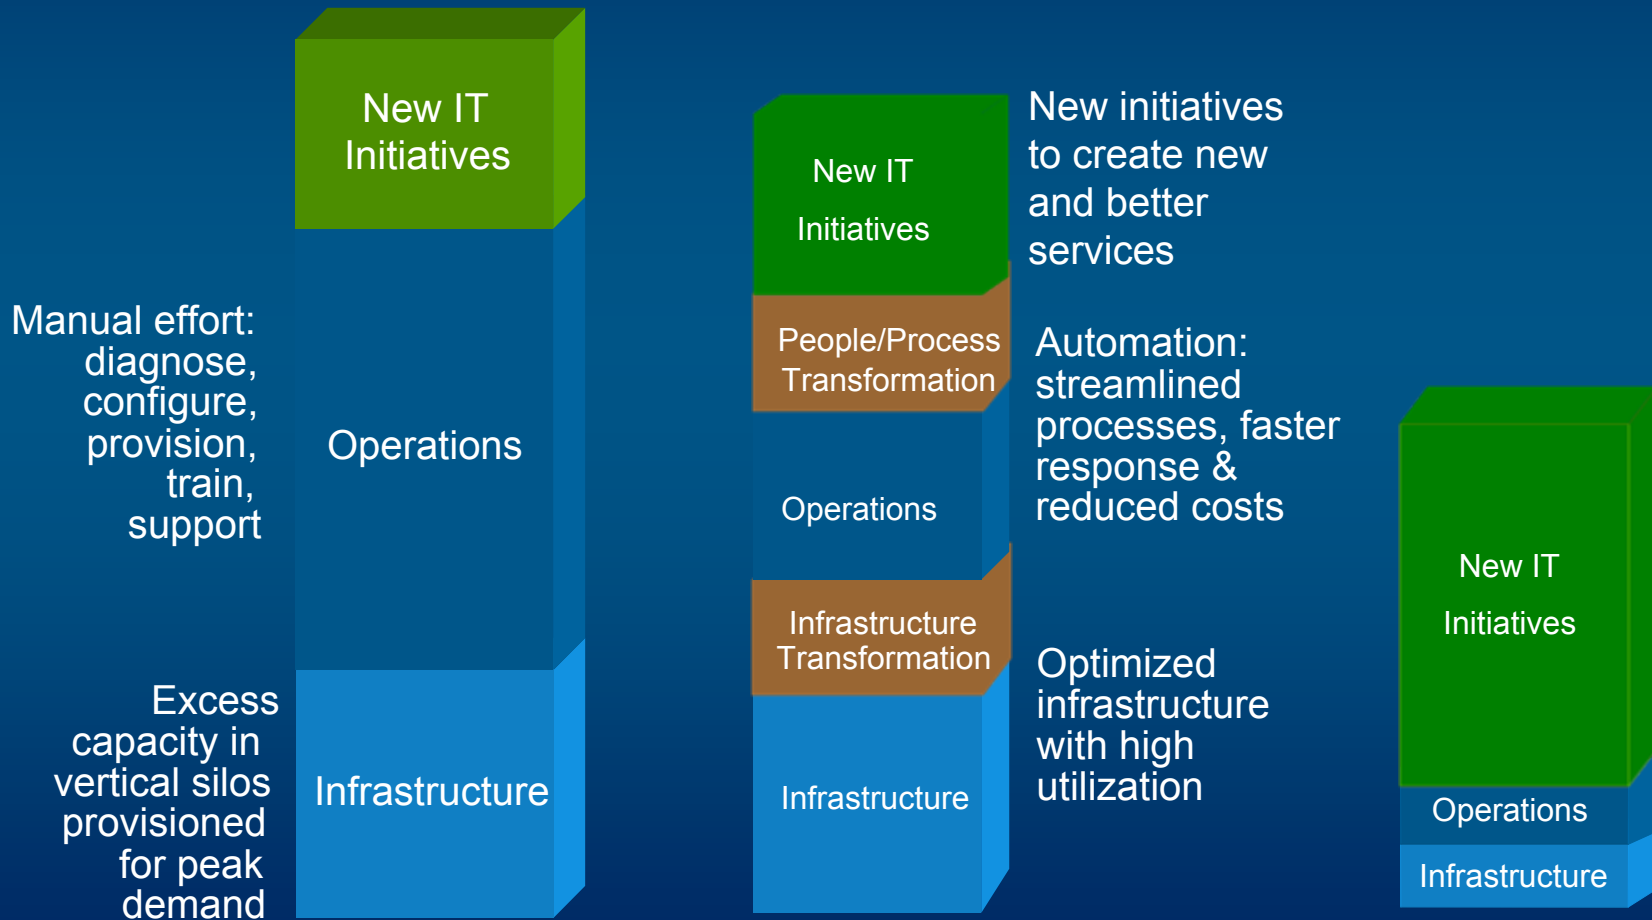 New IT
Initiatives
Manual effort:
diagnose,
configure,
provision,
train,
support
Operations
Excess
capacity in
vertical silos
provisioned
for peak
demand
Infrastructure
New IT
Initiatives
New initiatives
to create new
and better
services
People/Process
Transformation
Automation:
streamlined
processes, faster
response &
reduced costs
Operations
Infrastructure
Transformation
Optimized
infrastructure
with high
utilization
Infrastructure
New IT
Initiatives
Operations
Infrastructure